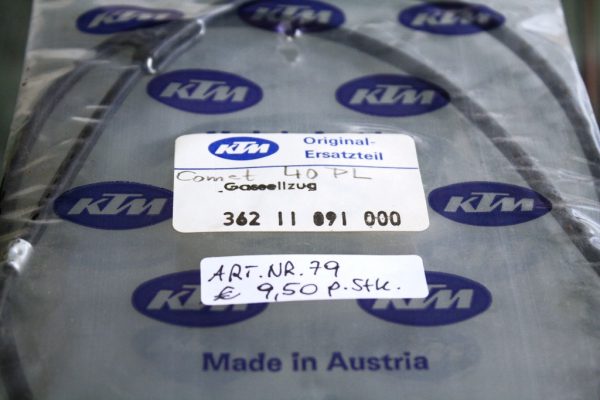 KTM
KTM
KTM
KTM
KTM
KTM Original-
Ersatzteil
Comet 40 PL
Gaseilzug
362 11 091 000
KTM
KTM
ART.NR. 79
€ 9,50 p. Stk.
KTM
KTM
Made in Austria